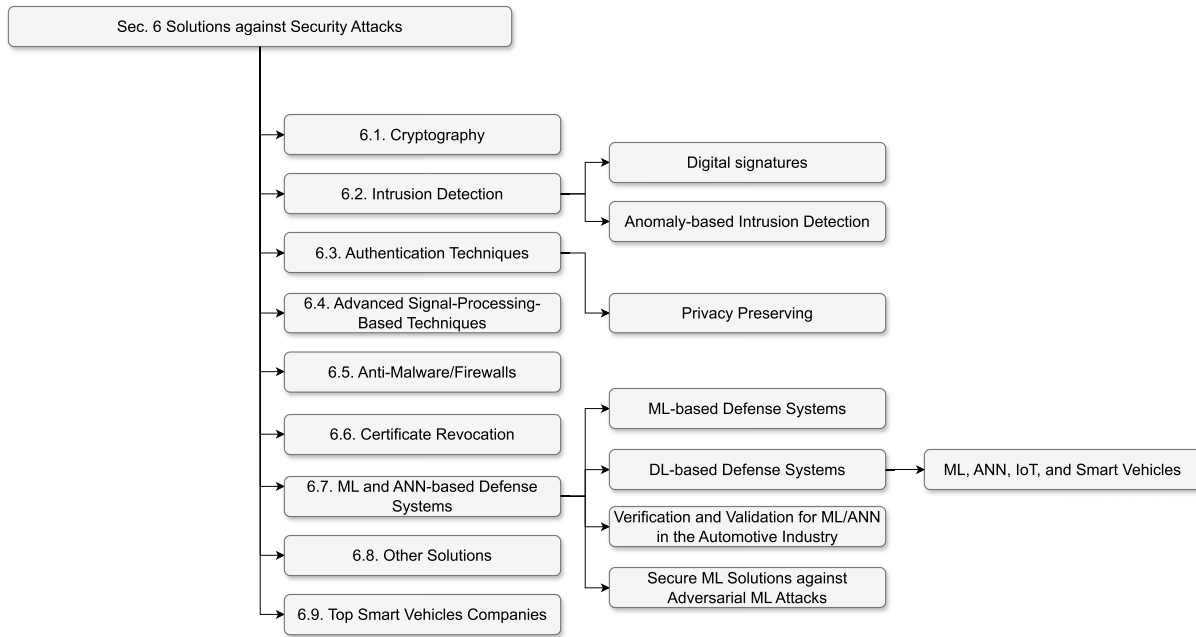 Sec. 6 Solutions against Security Attacks
6.1. Cryptography
6.2. Intrusion Detection
Digital signatures
Anomaly-based Intrusion Detection
6.3. Authentication Techniques
Privacy Preserving
6.4. Advanced Signal-Processing-
Based Techniques
6.5. Anti-Malware/Firewalls
6.6. Certificate Revocation
6.7. ML and ANN-based Defense
Systems
ML-based Defense Systems
DL-based Defense Systems
ML, ANN, IoT, and Smart Vehicles
Verification and Validation for ML/ANN
in the Automotive Industry
Secure ML Solutions against
Adversarial ML Attacks
6.8. Other Solutions
6.9. Top Smart Vehicles Companies